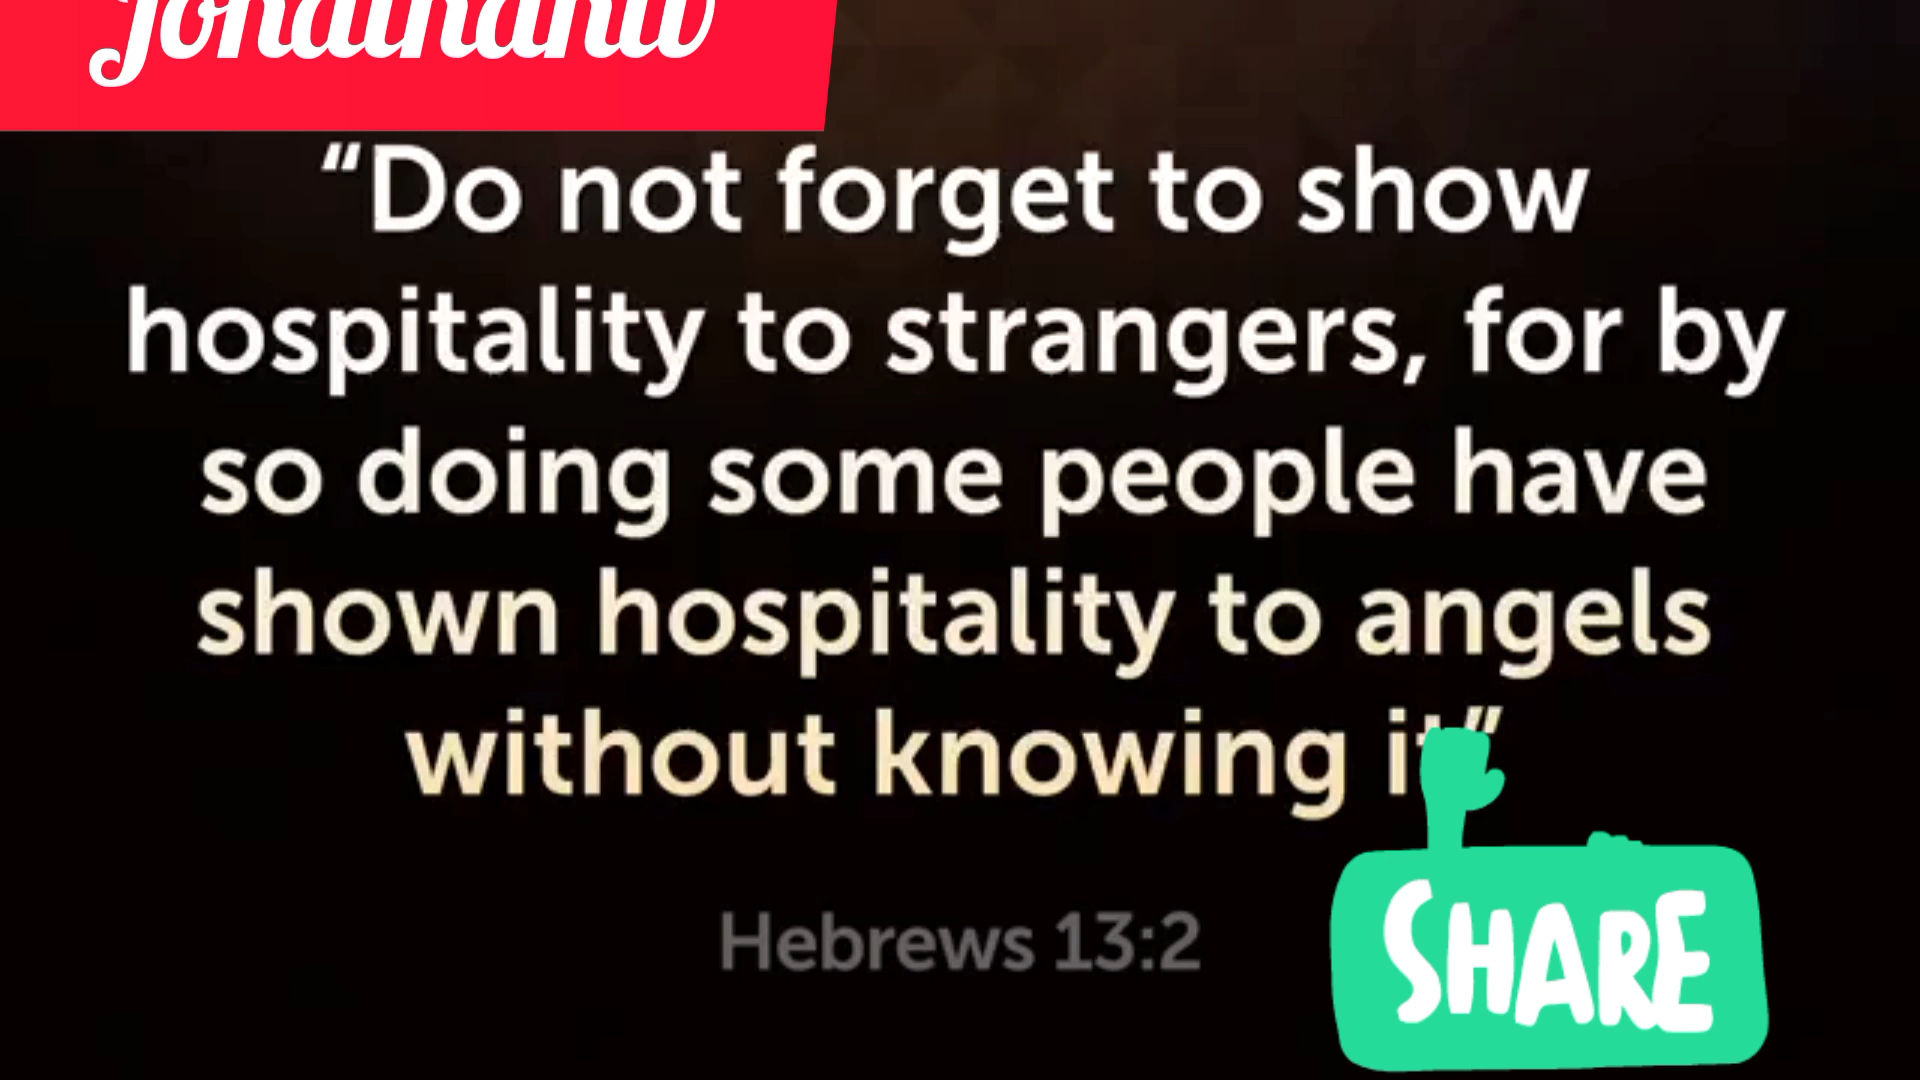 “Do not forget to show
hospitality to strangers, for by
so doing some people have
shown hospitality to angels
without knowing it”
Hebrews 13:2
SHARE